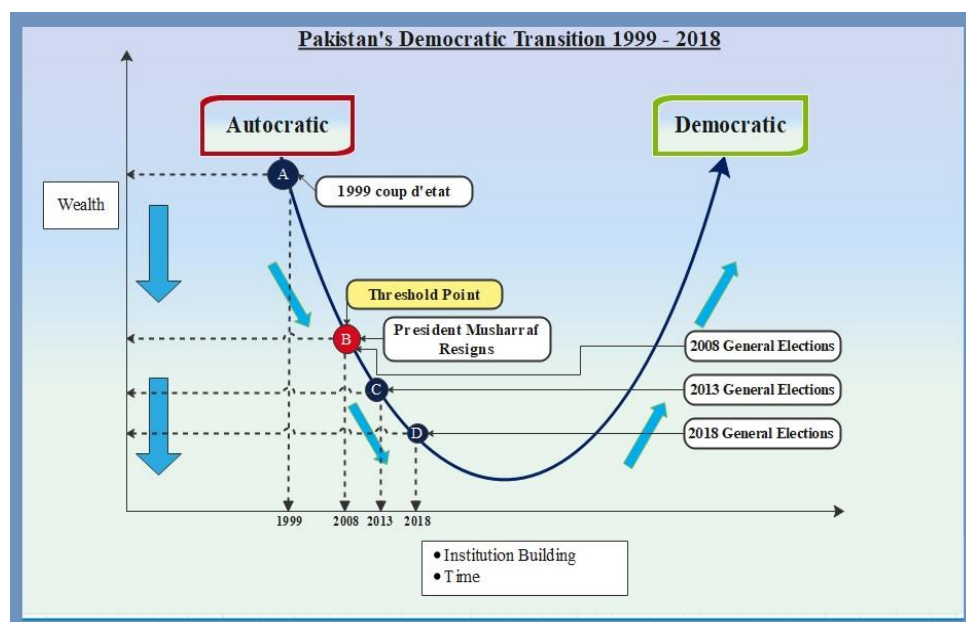 Pakistan's Democratic Transition 1999 - 2018
Autocratic
Democratic
A
1999 coup d'etat
Wealth
Threshold Point
B
President Musharraf
Resigns
2008 General Elections
C
2013 General Elections
D
2018 General Elections
1999
2008
2013
2018
• Institution Building
• Time